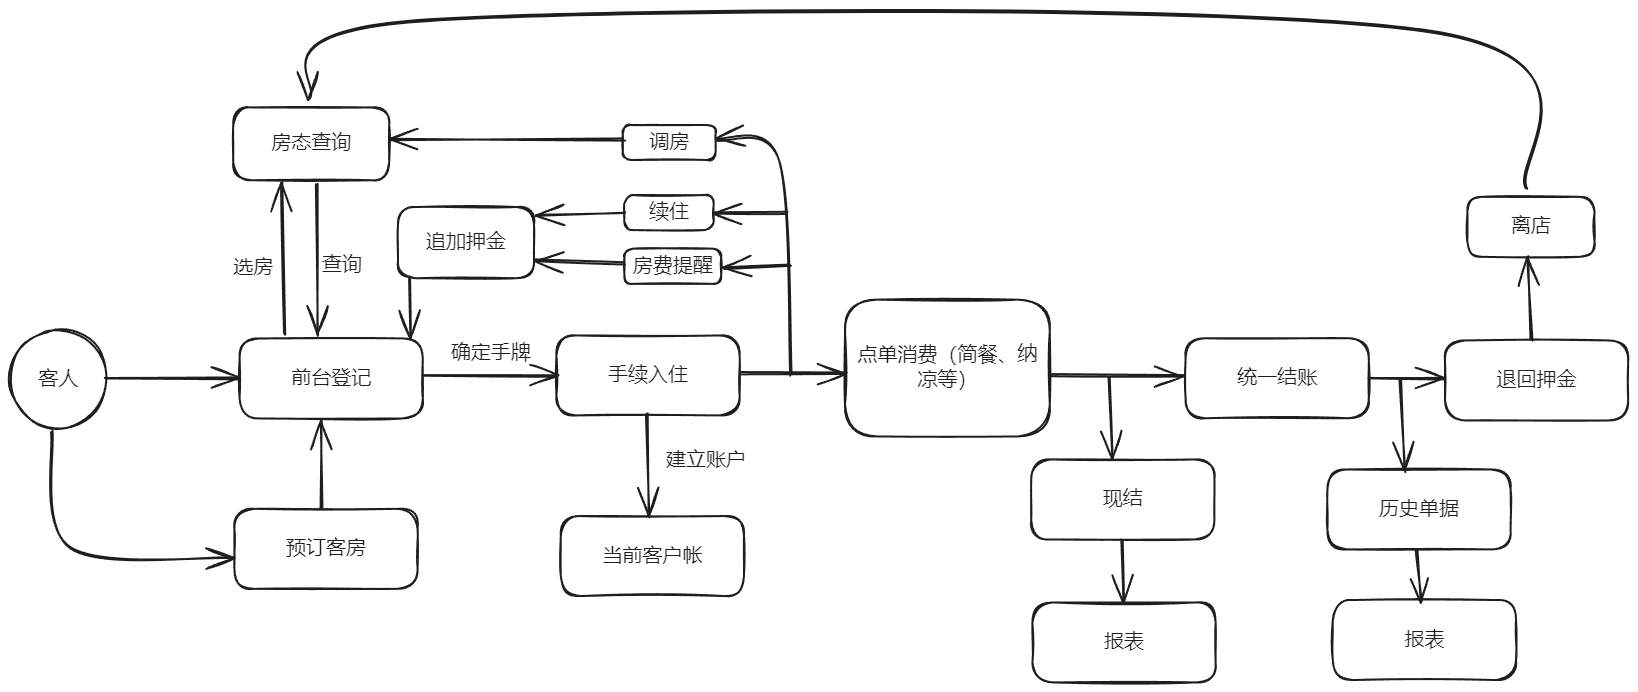 房态查询
调房
续住
追加押金
房费提醒
离店
选房
查询
客人
前台登记
确定手牌
手续入住
点单消费（简餐、纳
凉等）
统一结账
退回押金
建立账户
预订客房
当前客户帐
现结
历史单据
报表
报表